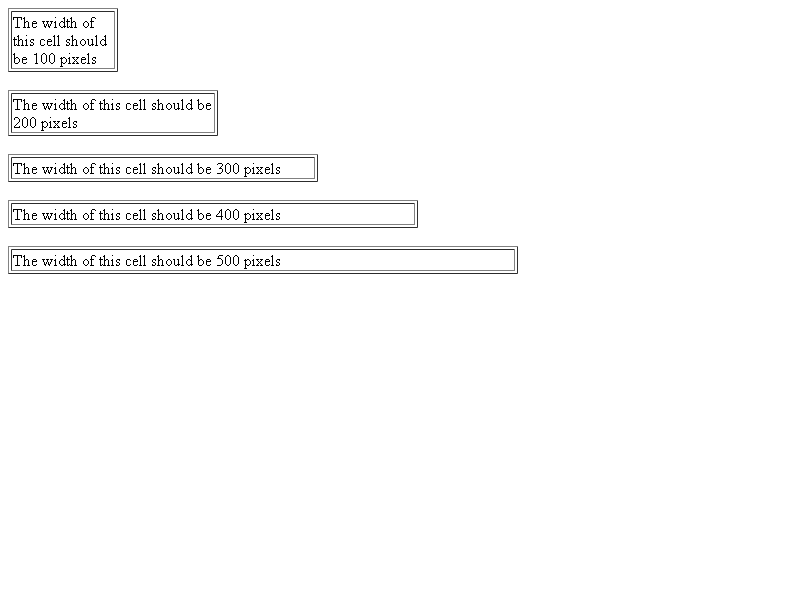 The width of
this cell should
be 100 pixels
The width of this cell should be
200 pixels
The width of this cell should be 300 pixels
The width of this cell should be 400 pixels
The width of this cell should be 500 pixels